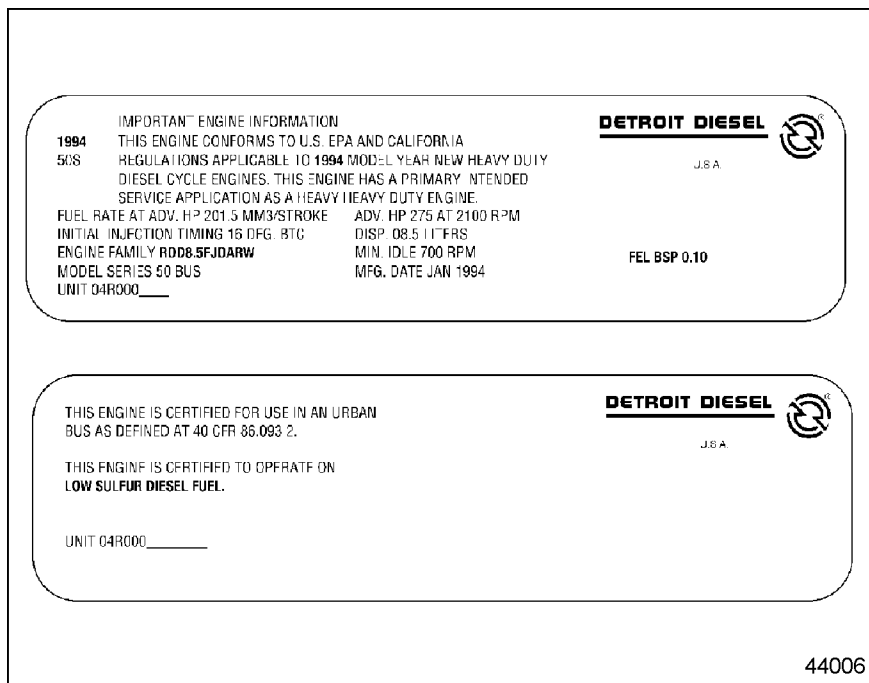 IMPORTANT ENGINE INFORMATION
1994 THIS ENGINE CONFORMS TO U.S. EPA AND CALIFORNIA
50S REGULATIONS APPLICABLE TO 1994 MODEL YEAR NEW HEAVY DUTY
DIESEL CYCLE ENGINES. THIS ENGINE HAS A PRIMARY INTENDED
SERVICE APPLICATION AS A HEAVY HEAVY DUTY ENGINE.
FUEL RATE AT ADV. HP 201.5 MM3/STROKE ADV. HP 275 AT 2100 RPM
INITIAL INJECTION TIMING 16 DEG. BTC DISP. 08.5 LITERS
ENGINE FAMILY RDD8.5FJDARW MIN. IDLE 700 RPM
MODEL SERIES 50 BUS MFG. DATE JAN 1994
UNIT 04R000____
DETROIT DIESEL
®
U.S.A.
FEL BSP 0.10
THIS ENGINE IS CERTIFIED FOR USE IN AN URBAN
BUS AS DEFINED AT 40 CFR 86.093 2.
THIS ENGINE IS CERTIFIED TO OPERATE ON
LOW SULFUR DIESEL FUEL.
UNIT 04R000________
DETROIT DIESEL
®
U.S.A.
44006